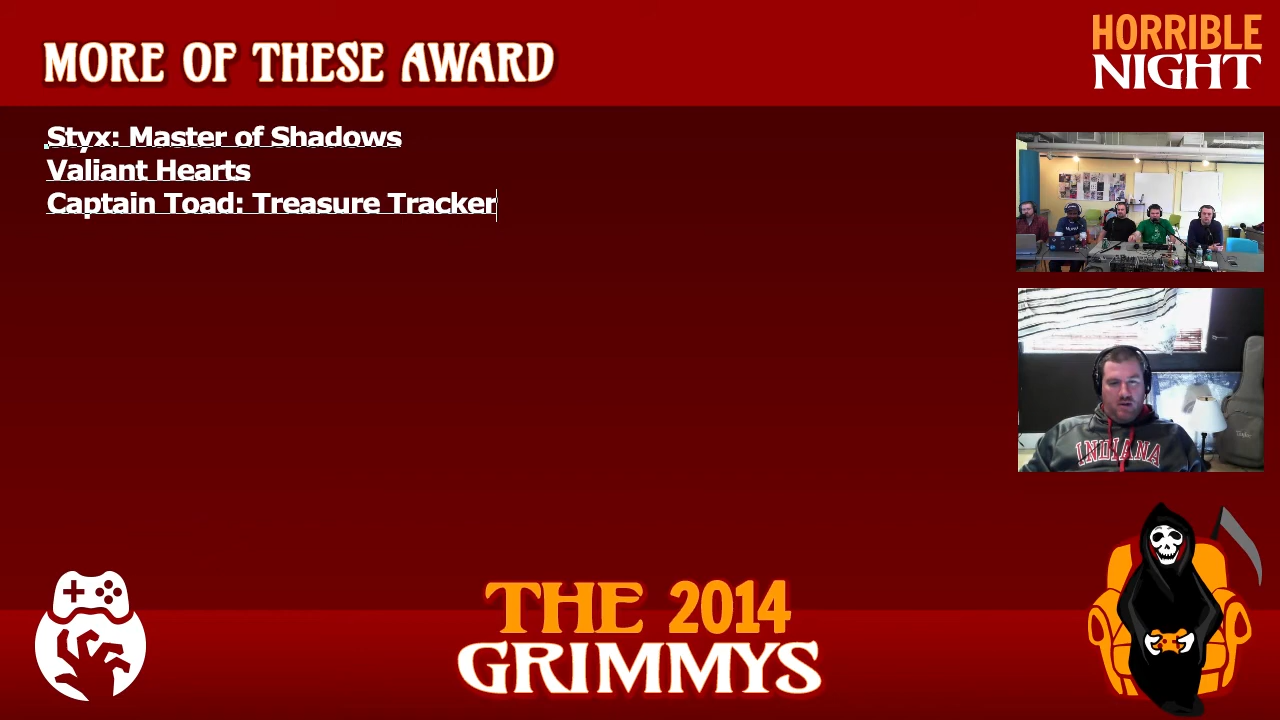 MORE OF THESE AWARD
HORRIBLE
NIGHT
Styx: Master of Shadows
Valiant Hearts
Captain Toad: Treasure Tracker
INDIANA
THE 2014
GRIMMYS